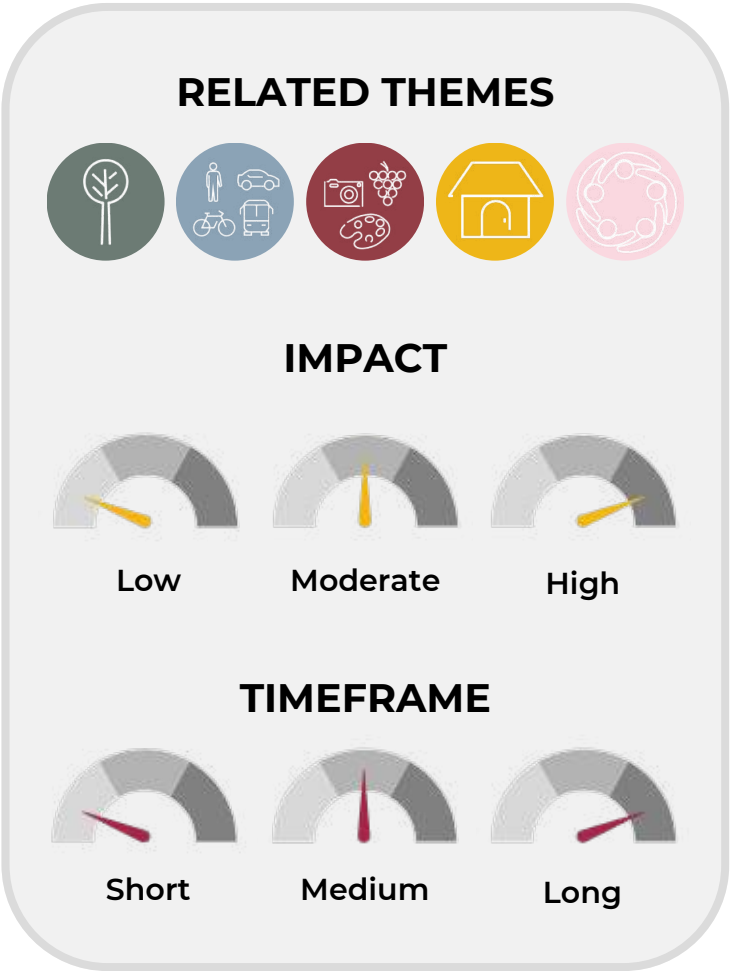 RELATED THEMES
IMPACT
Low Moderate High
TIMEFRAME
Short Medium Long